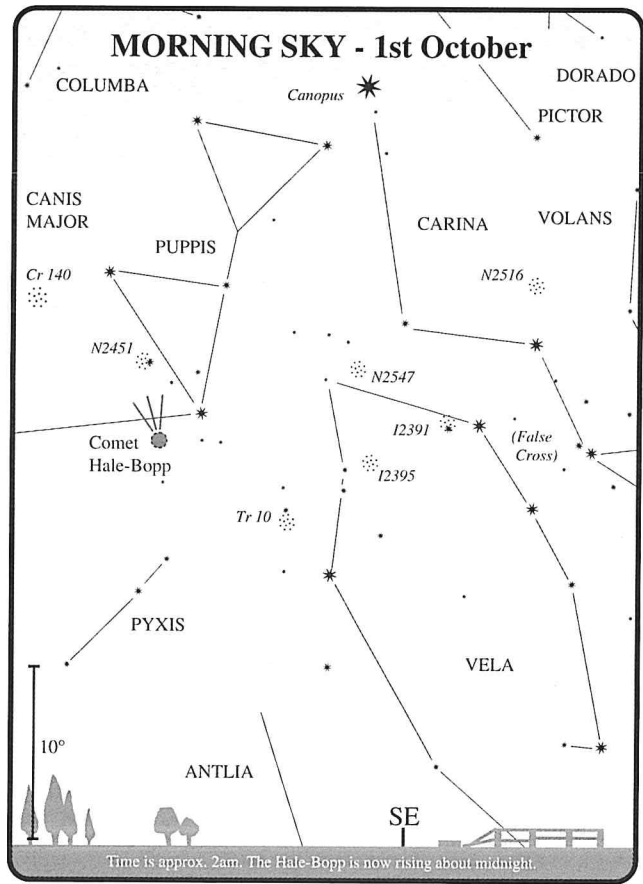 MORNING SKY - 1st October
COLUMBA
Canopus
DORADO
PICTOR
CANIS
MAJOR
PUPPIS
CARINA
VOLANS
Cr 140
N2516
N2451
N2547
I2391
(False
Cross)
Comet
Hale-Bopp
I2395
Tr 10
PYXIS
VELA
10°
ANTLIA
SE
Time is approx. 2am. The Hale-Bopp is now rising about midnight.